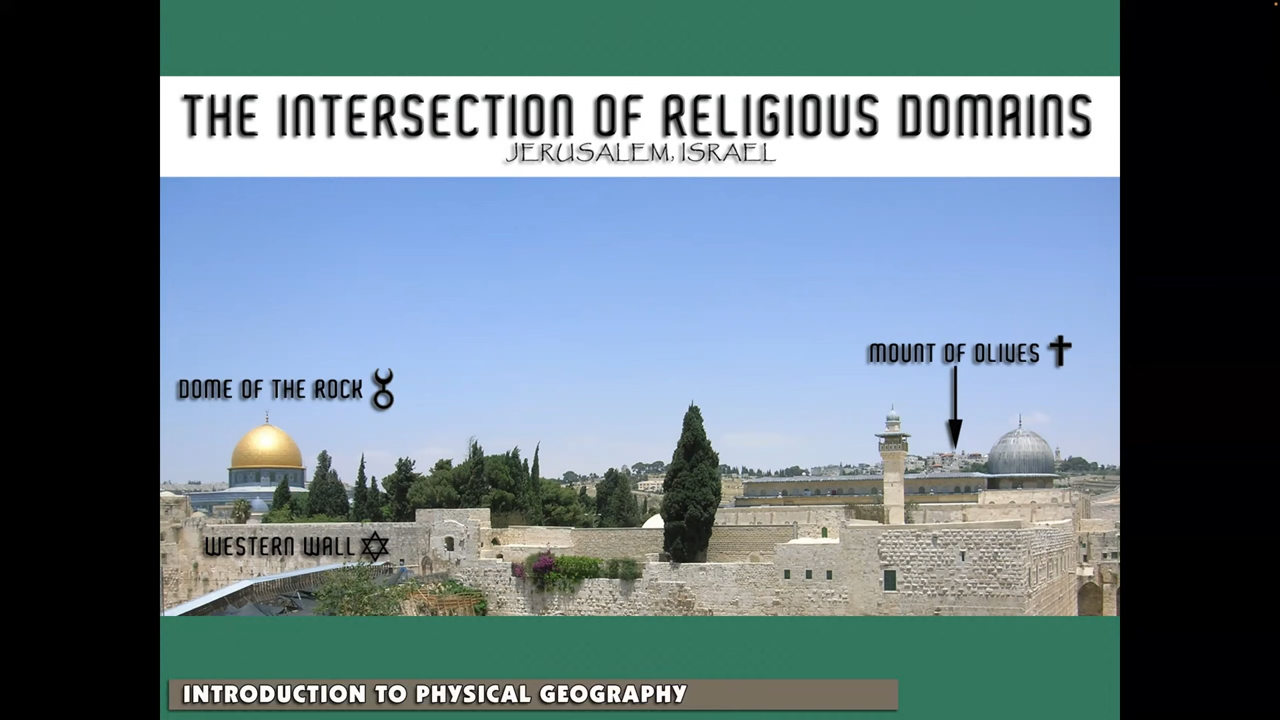 THE INTERSECTION OF RELIGIOUS DOMAINS
JERUSALEM, ISRAEL
MOUNT OF OLIVES
DOME OF THE ROCK
WESTERN WALL
INTRODUCTION TO PHYSICAL GEOGRAPHY